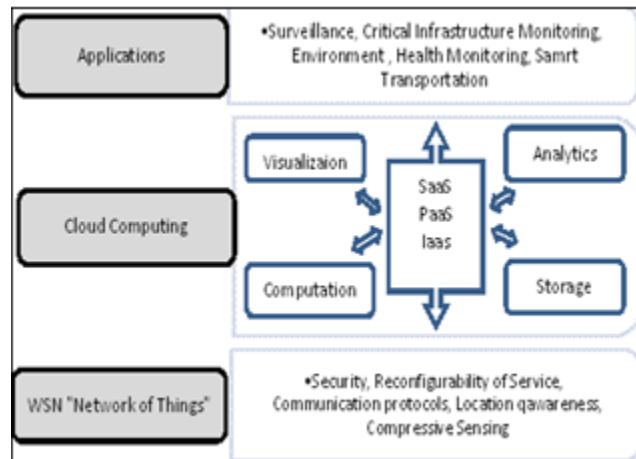 Applications
•Surveillance, Critical Infrastructure Monitoring,
Environment , Health Monitoring, Samrt
Transportation
Cloud Computing
Visualizaion
Analytics
SaaS
PaaS
Iaas
Computation
Storage
WSN "Network of Things"
•Security, Reconfigurability of Service,
Communication protocols, Location qawareness,
Compressive Sensing